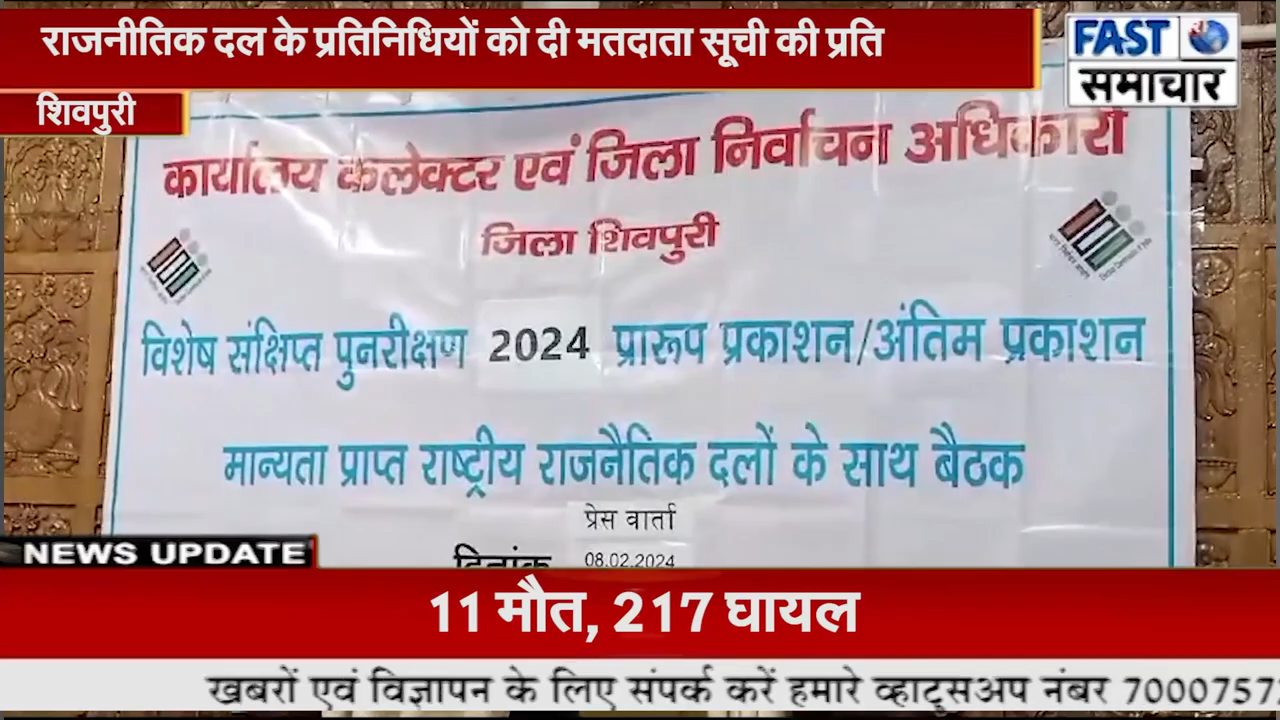 राजनीतिक दल के प्रतिनिधियों को दी मतदाता सूची की प्रति
FAST
समाचार
शिवपुरी
कार्यालय कलेक्टर एवं जिला निर्वाचन अधिकारी
जिला शिवपुरी
विशेष संक्षिप्त पुनरीक्षण 2024 प्रारूप प्रकाशन/अंतिम प्रकाशन
मान्यता प्राप्त राष्ट्रीय राजनैतिक दलों के साथ बैठक
प्रेस वार्ता
दिनांक 08.02.2024
NEWS UPDATE
11 मौत, 217 घायल
खबरों एवं विज्ञापन के लिए संपर्क करें हमारे व्हाट्सअप नंबर 7000757